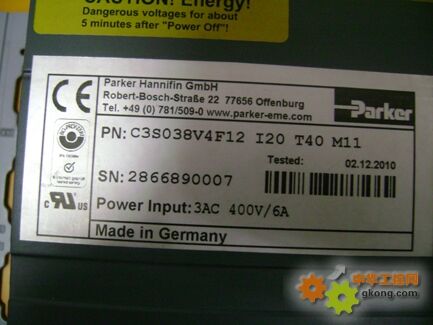 CAUTION! Energy!
Dangerous voltages for about
5 minutes after "Power Off"!
CE
Parker Hannifin GmbH
Robert-Bosch-Straße 22 77656 Offenburg
Tel. +49 (0) 781/509-0 www.parker-eme.com
Parker
PN: C3S038V4F12 I20 T40 M11
Tested: 02.12.2010
SN: 2866890007
c RU us
Power Input: 3AC 400V/6A
Made in Germany
中华工控网
gkong.com